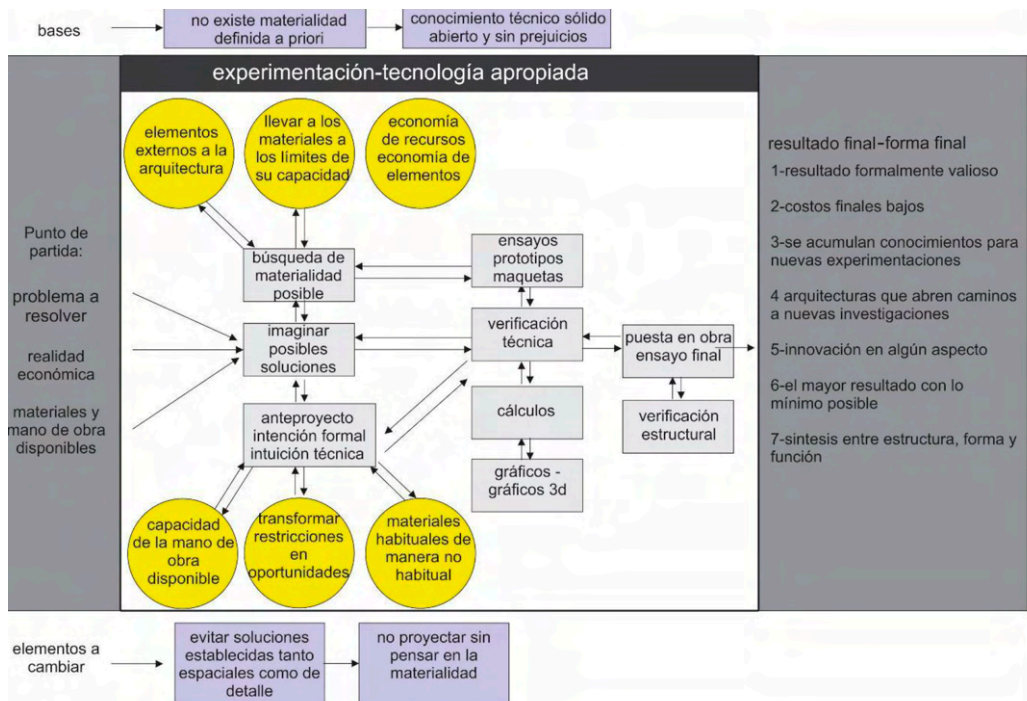 bases
no existe materialidad
definida a priori
conocimiento técnico sólido
abierto y sin prejuicios
experimentación-tecnología apropiada
Punto de
partida:
problema a
resolver
realidad
económica
materiales y
mano de obra
disponibles
elementos
externos a la
arquitectura
llevar a los
materiales a
los límites de
su capacidad
economía
de recursos
economía de
elementos
búsqueda de
materialidad
posible
imaginar
posibles
soluciones
anteproyecto
intención formal
intuición técnica
capacidad
de la mano de
obra
disponible
transformar
restricciones
en
oportunidades
materiales
habituales de
manera no
habitual
ensayos
prototipos
maquetas
verificación
técnica
cálculos
gráficos -
gráficos 3d
puesta en obra
ensayo final
verificación
estructural
resultado final-forma final
1-resultado formalmente valioso
2-costos finales bajos
3-se acumulan conocimientos para
nuevas experimentaciones
4 arquitecturas que abren caminos
a nuevas investigaciones
5-innovación en algún aspecto
6-el mayor resultado con lo
mínimo posible
7-sintesis entre estructura, forma y
función
elementos a
cambiar
evitar soluciones
establecidas tanto
espaciales como de
detalle
no proyectar sin
pensar en la
materialidad